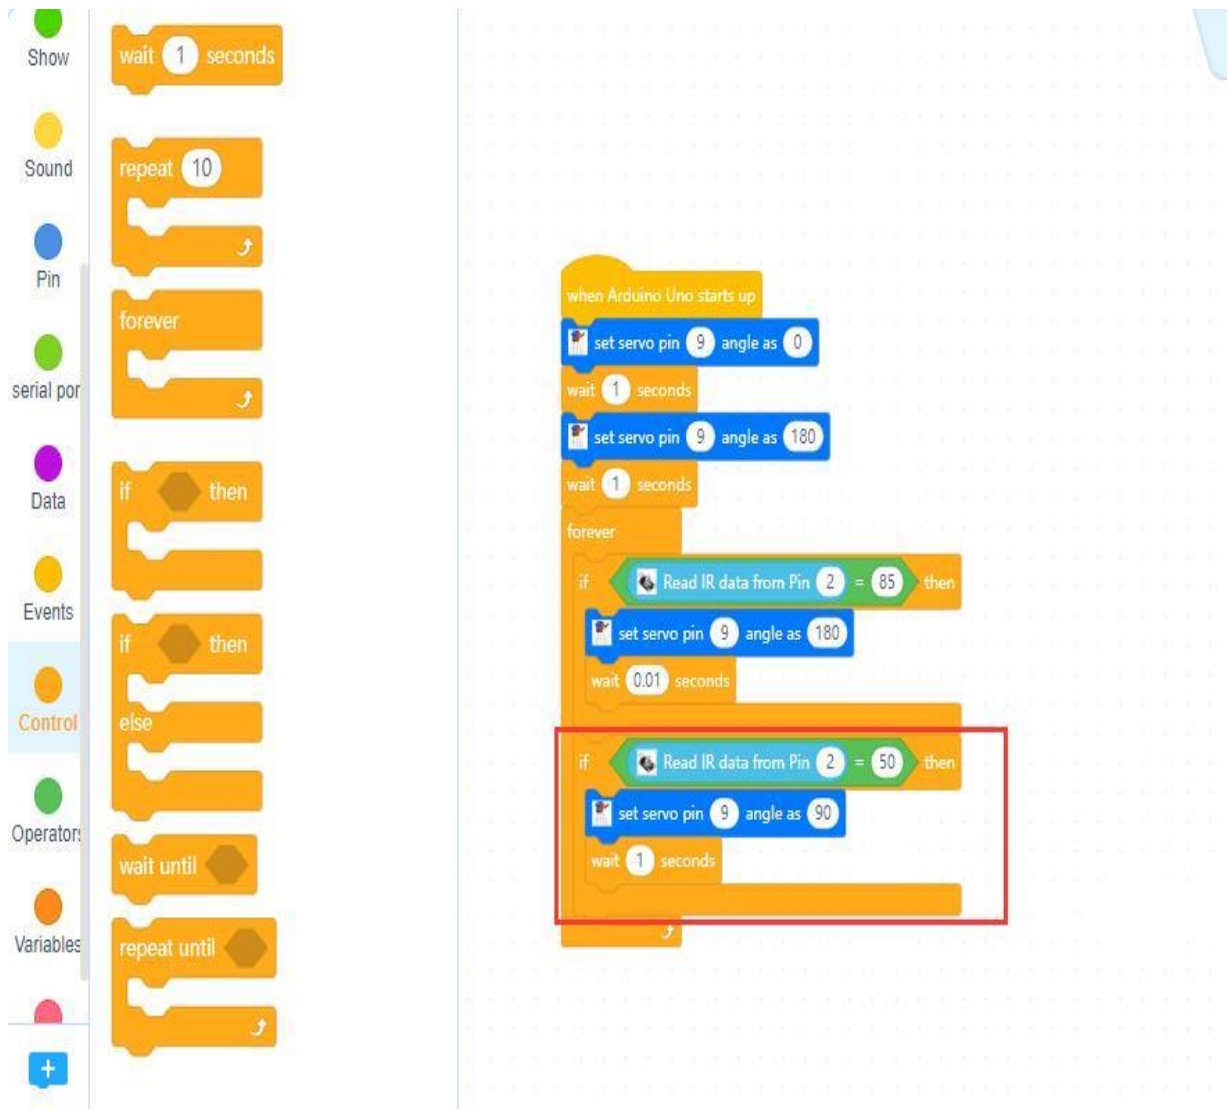 Show
Sound
Pin
serial por
Data
Events
Control
Operators
Variables
+
wait 1 seconds
repeat 10
forever
if then
if then
else
wait until
repeat until
when Arduino Uno starts up
set servo pin 9 angle as 0
wait 1 seconds
set servo pin 9 angle as 180
wait 1 seconds
forever
if Read IR data from Pin 2 = 85 then
set servo pin 9 angle as 180
wait 0.01 seconds
if Read IR data from Pin 2 = 50 then
set servo pin 9 angle as 90
wait 1 seconds